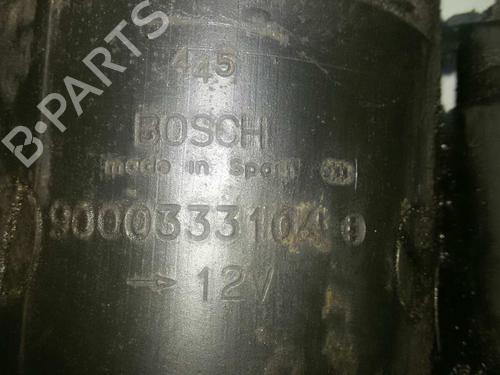 B-PARTS
445
BOSCH
made in Spain
9000333104
→ 12V